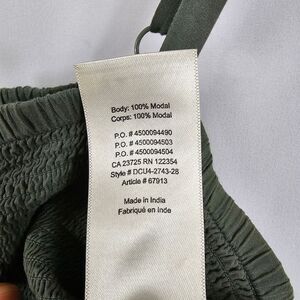 Body: 100% Modal
Corps: 100% Modal
P.O. # 4500094490
P.O. # 4500094503
P.O. # 4500094504
CA 23725 RN 122354
Style # DCU4-2743-28
Article # 67913
Made in India
Fabriqué en Inde